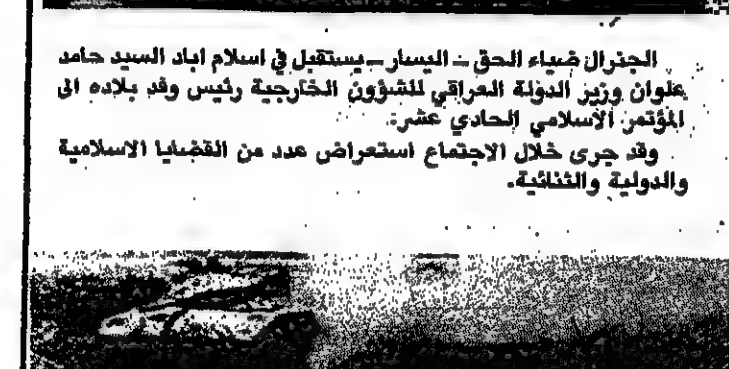 الجنرال ضياء الحق - اليسار - يستقبل في اسلام اباد السيد حامد
علوان وزير الدولة العراقي للشؤون الخارجية رئيس وفد بلاده الى
المؤتمر الاسلامي الحادي عشر.
وقد جرى خلال الاجتماع استعراض عدد من القضايا الاسلامية
والدولية والثنائية.